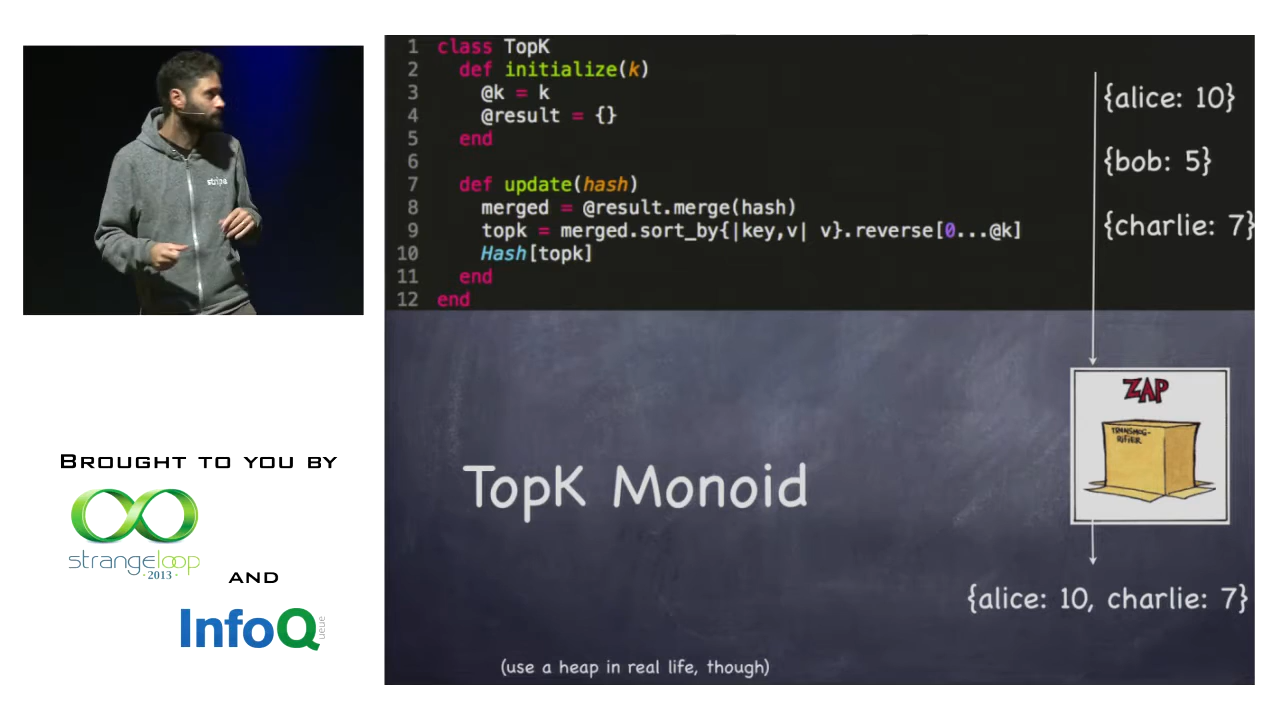 stripe
BROUGHT TO YOU BY
strangeloop
·2013·
AND
InfoQ
1 class TopK
2   def initialize(k)
3     @k = k
4     @result = {}
5   end
6
7   def update(hash)
8     merged = @result.merge(hash)
9     topk = merged.sort_by{|key,v| v}.reverse[0...@k]
10     Hash[topk]
11   end
12 end
{alice: 10}
{bob: 5}
{charlie: 7}
ZAP
TRANSMOG-
RIFIER
TopK Monoid
{alice: 10, charlie: 7}
(use a heap in real life, though)